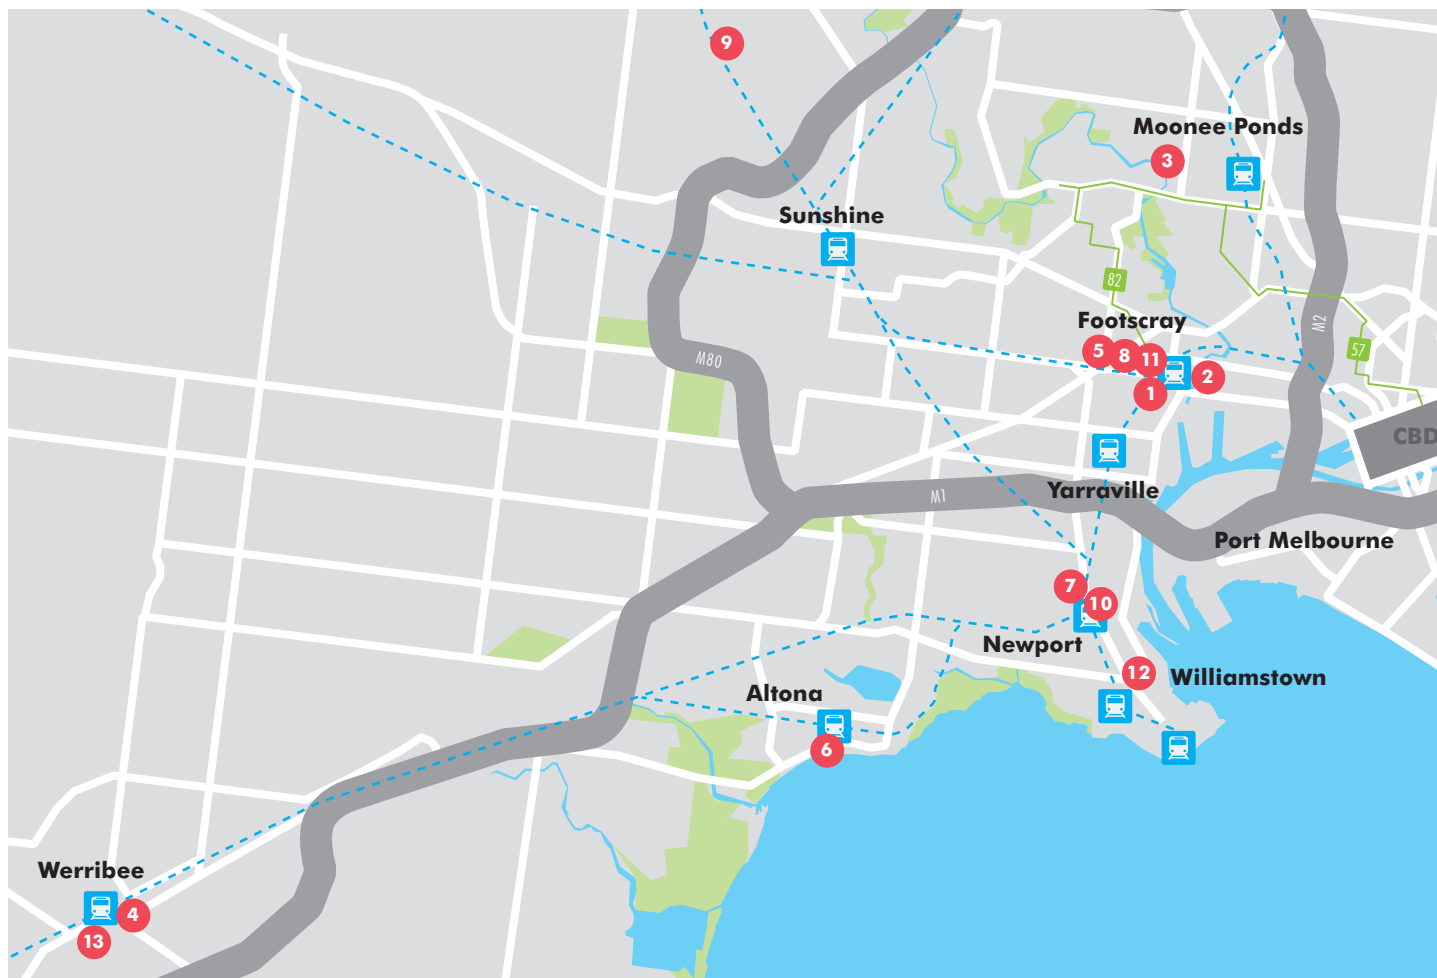 9
Moonee Ponds
3
Sunshine
82
Footscray
M2
57
5
8
11
M80
2
1
CBD
Yarraville
M1
Port Melbourne
7
10
Newport
12
Williamstown
Altona
6
Werribee
4
13